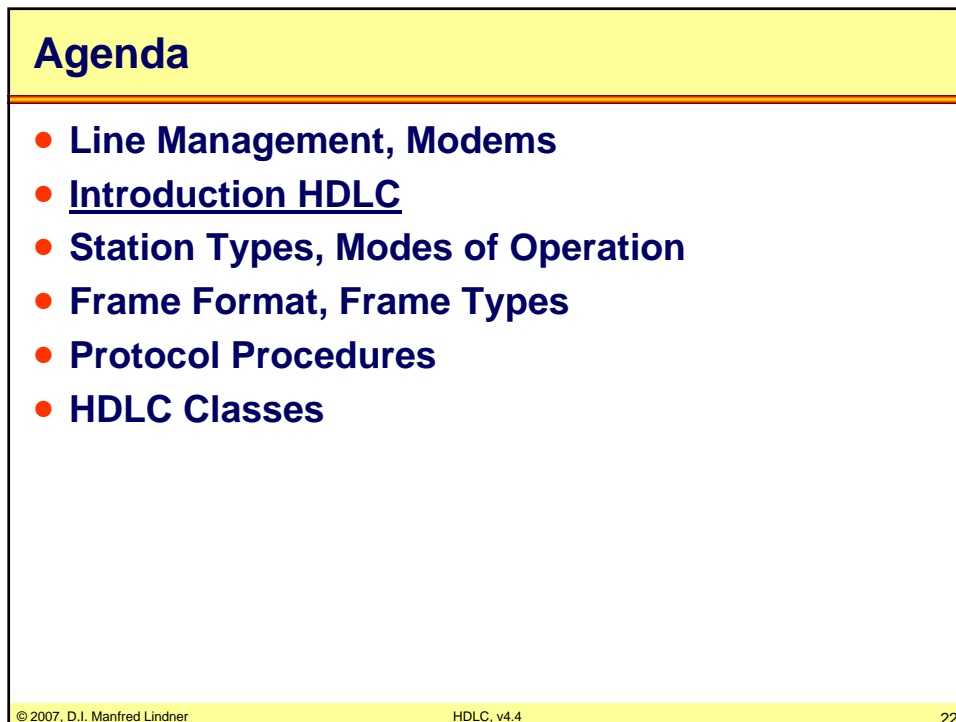 Agenda
• Line Management, Modems
• Introduction HDLC
• Station Types, Modes of Operation
• Frame Format, Frame Types
• Protocol Procedures
• HDLC Classes
© 2007, D.I. Manfred Lindner
HDLC, v4.4
22